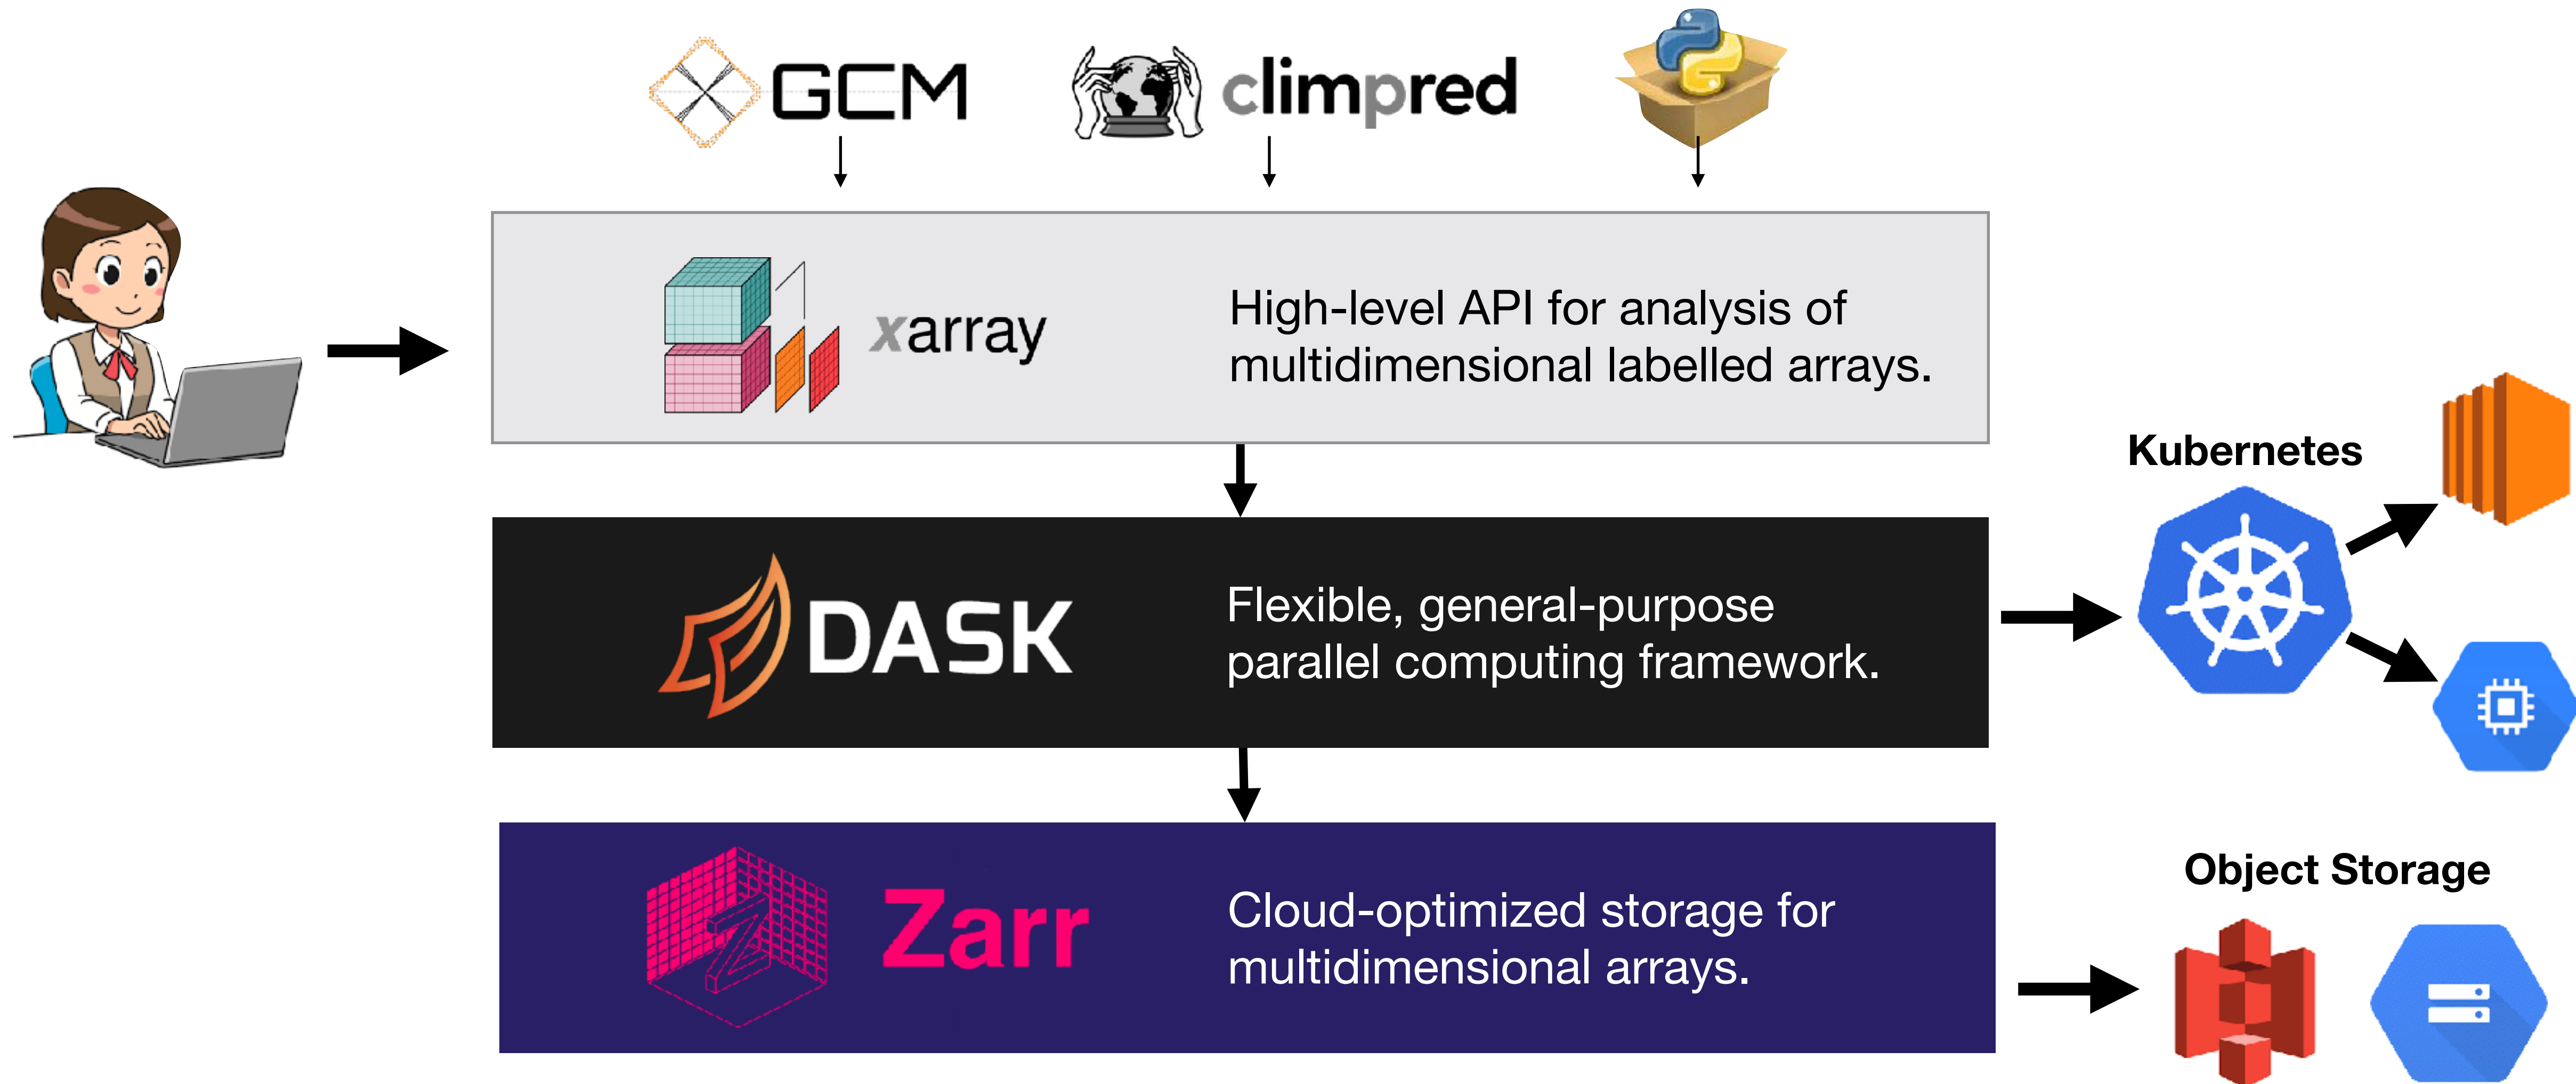 GCM
climpred
xarray
High-level API for analysis of
multidimensional labelled arrays.
Kubernetes
DASK
Flexible, general-purpose
parallel computing framework.
Object Storage
Zarr
Cloud-optimized storage for
multidimensional arrays.